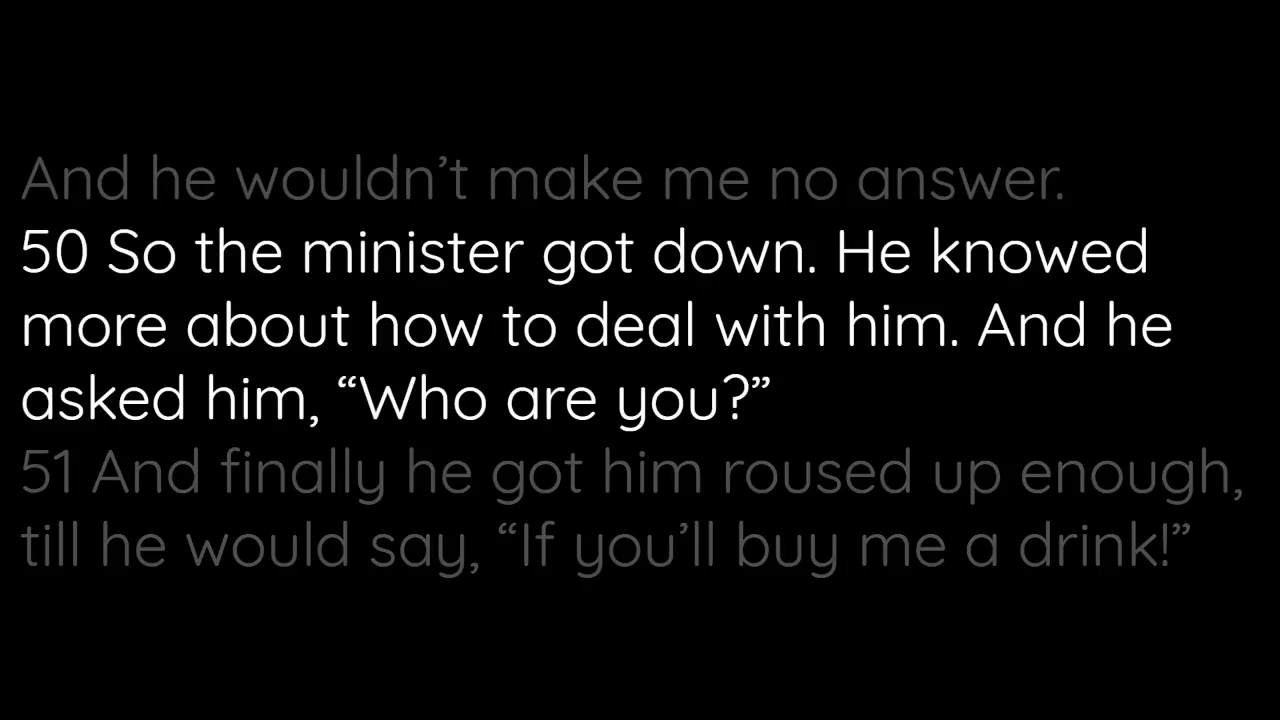 And he wouldn’t make me no answer.
50 So the minister got down. He knowed
more about how to deal with him. And he
asked him, “Who are you?”
51 And finally he got him roused up enough,
till he would say, “If you’ll buy me a drink!”